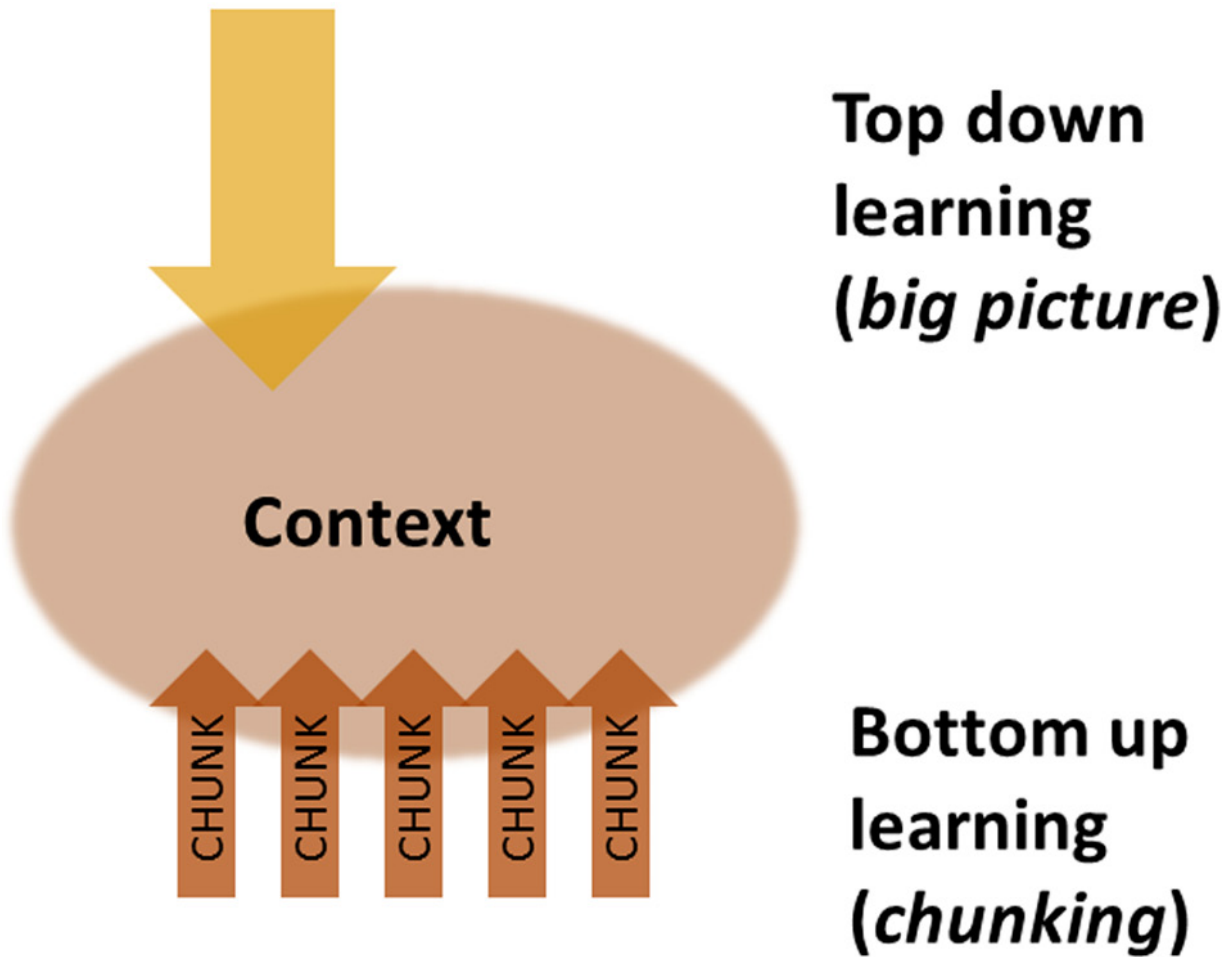 Top down
learning
(big picture)
Context
CHUNK
CHUNK
CHUNK
CHUNK
CHUNK
Bottom up
learning
(chunking)